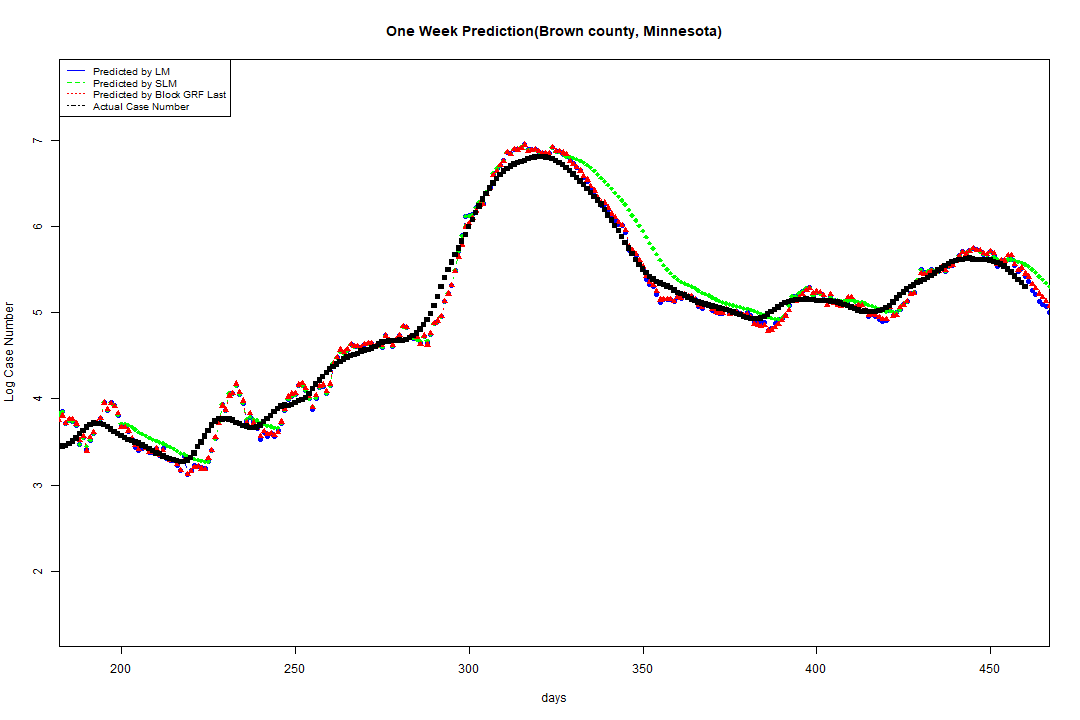 One Week Prediction(Brown county, Minnesota)
Predicted by LM
Predicted by SLM
Predicted by Block GRF Last
Actual Case Number
7
6
5
4
3
2
Log Case Number
200 250 300 350 400 450
days